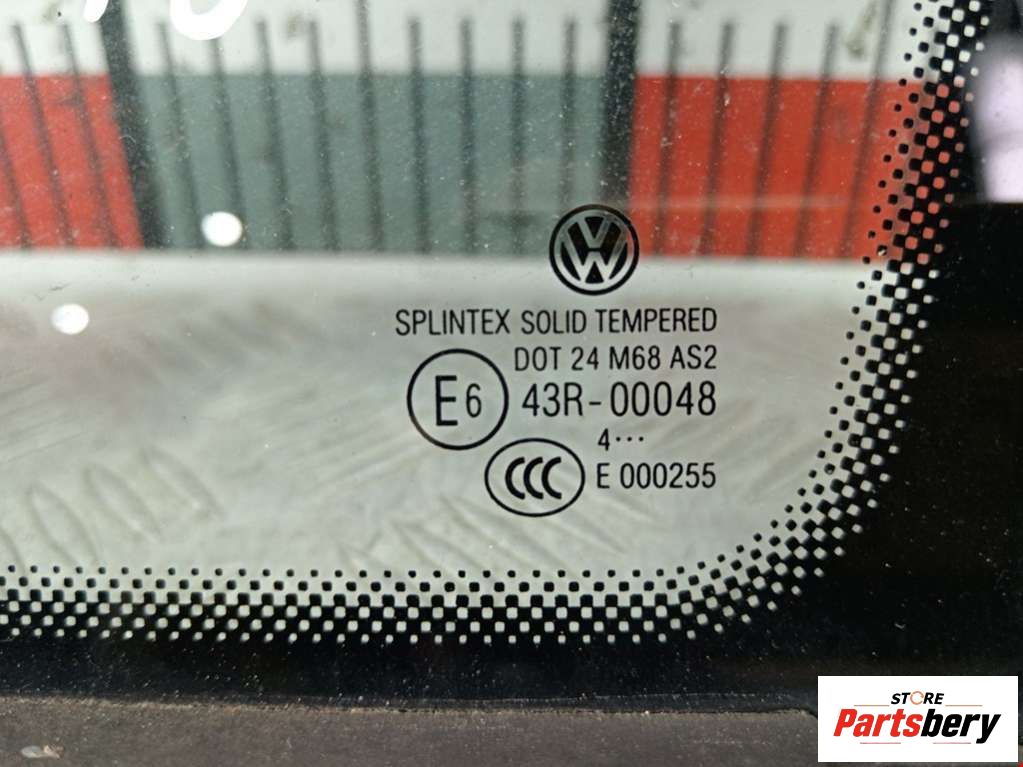 SPLINTEX SOLID TEMPERED
DOT 24 M68 AS2
E6 43R-00048
4···
CCC E 000255
STORE
Partsbery